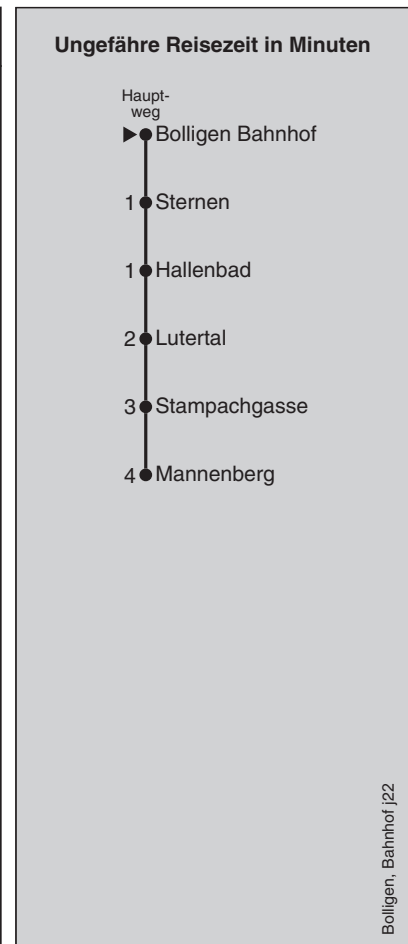 Ungefähre Reisezeit in Minuten
Haupt-
weg
Bolligen Bahnhof
1 Sternen
1 Hallenbad
2 Lutertal
3 Stampachgasse
4 Mannenberg
Bolligen, Bahnhof j22